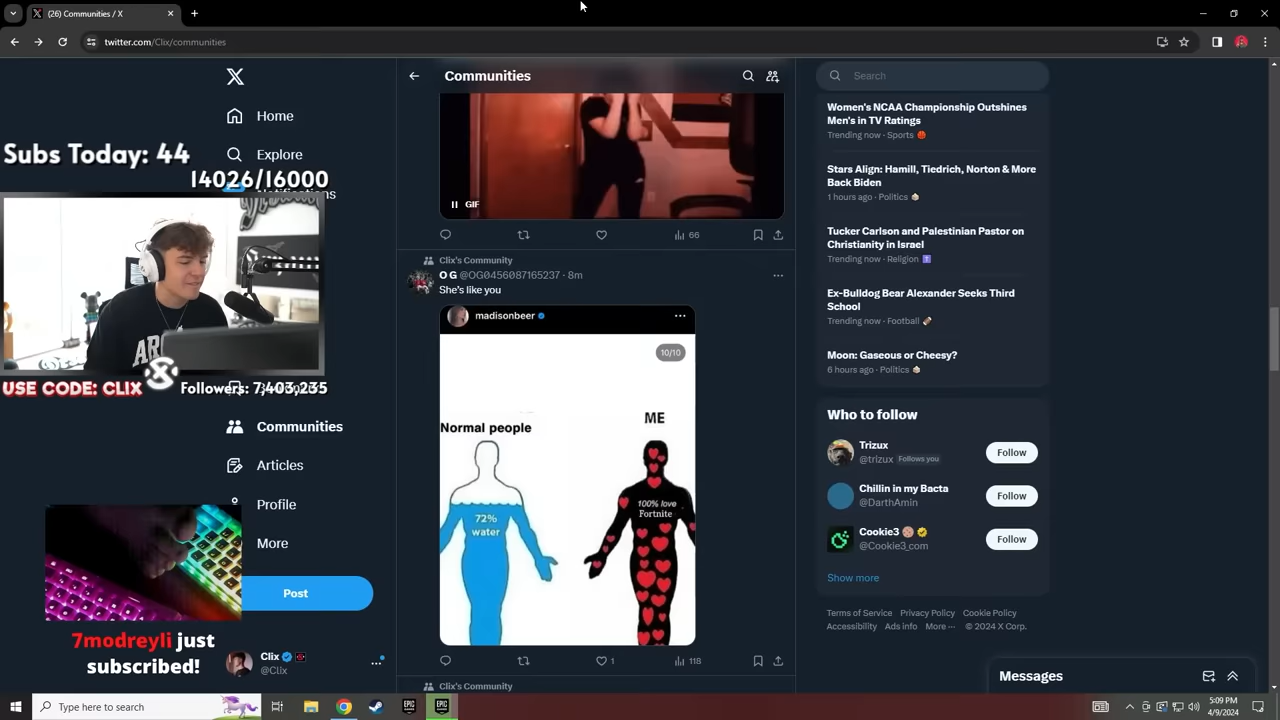 (26) Communities / X
twitter.com/Clix/communities
Home
Explore
Subs Today: 44
14026/16000
Notifications
USE CODE: CLIX
Followers: 7,403,235
Communities
Articles
Profile
More
Post
7modreyli just
subscribed!
Clix
@Clix
Communities
GIF
66
Clix's Community
O G @OG0456087165237 · 8m
She's like you
madisonbeer
10/10
Normal people
ME
72%
water
100% love
Fortnite
1
118
Clix's Community
Search
Women's NCAA Championship Outshines
Men's in TV Ratings
Trending now · Sports
Stars Align: Hamill, Tiedrich, Norton & More
Back Biden
1 hours ago · Politics
Tucker Carlson and Palestinian Pastor on
Christianity in Israel
Trending now · Religion
Ex-Bulldog Bear Alexander Seeks Third
School
Trending now · Football
Moon: Gaseous or Cheesy?
6 hours ago · Politics
Who to follow
Trizux
@trizux Follows you
Follow
Chillin in my Bacta
@DarthAmin
Follow
Cookie3
@Cookie3_com
Follow
Show more
Terms of Service Privacy Policy Cookie Policy
Accessibility Ads info More ··· © 2024 X Corp.
Messages
Type here to search
5:09 PM
4/9/2024